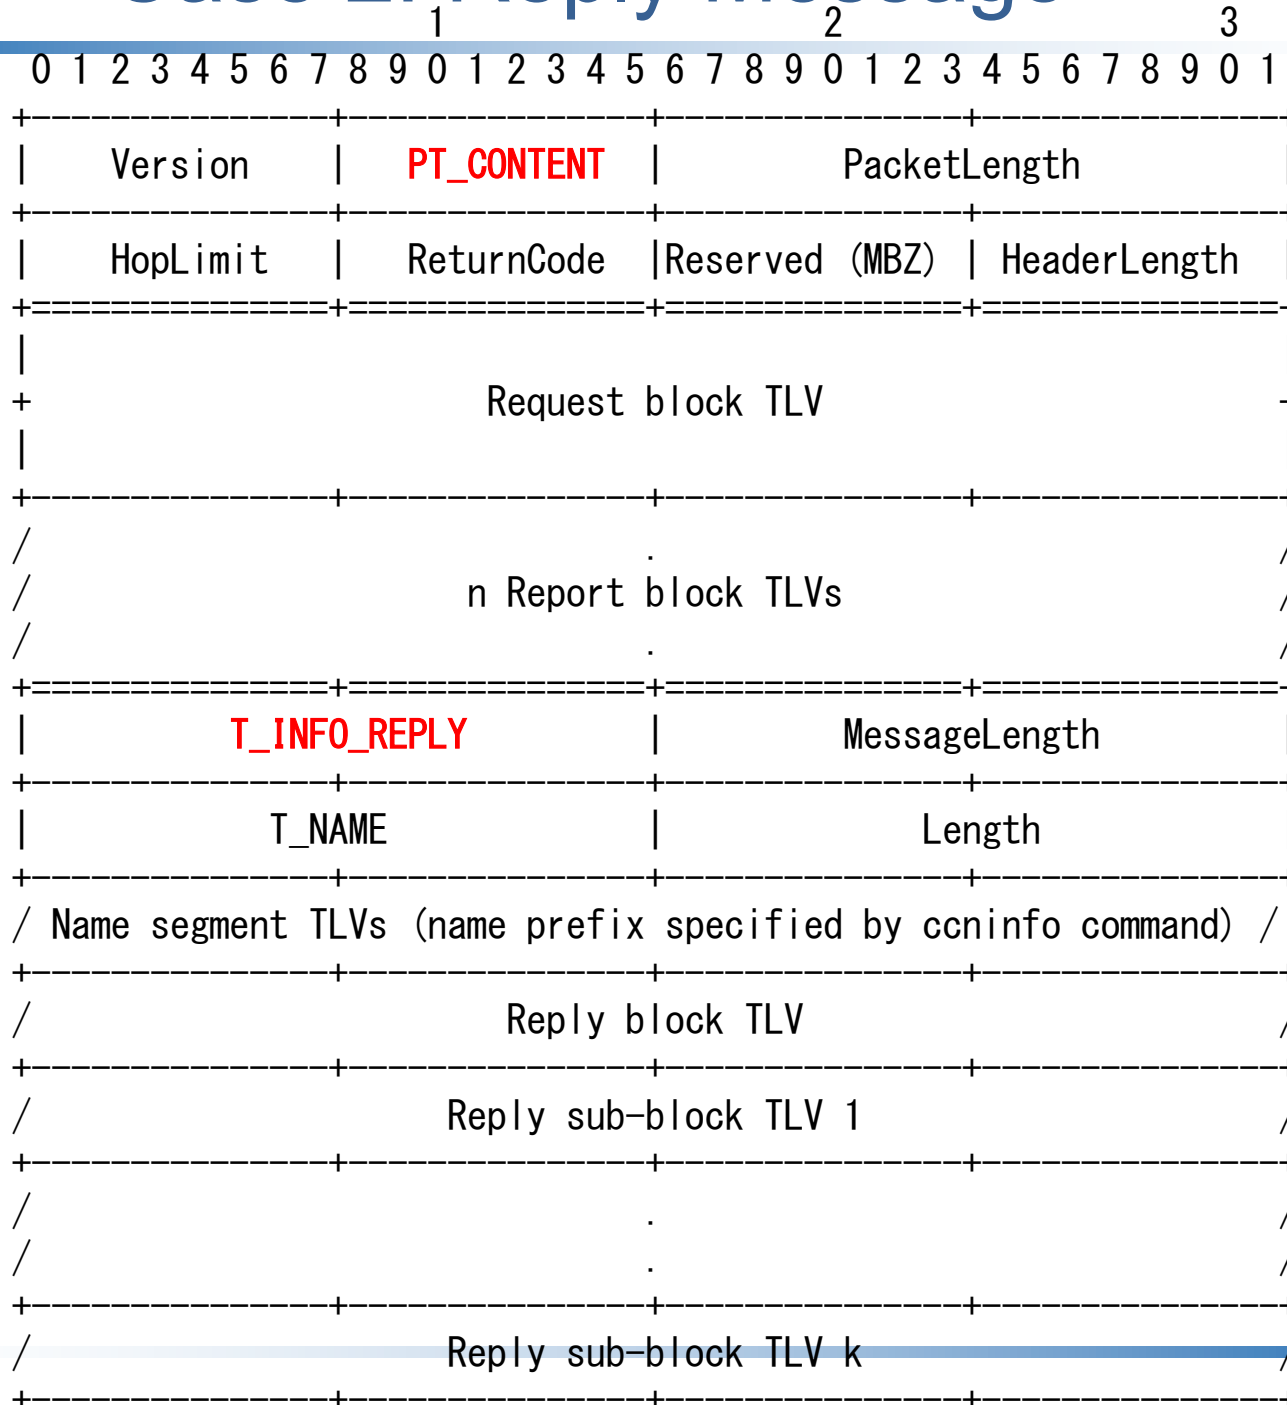 Reply Message
1 2 3
0 1 2 3 4 5 6 7 8 9 0 1 2 3 4 5 6 7 8 9 0 1 2 3 4 5 6 7 8 9 0 1
+---------------+---------------+---------------+---------------+
| Version | PT_CONTENT | PacketLength |
+---------------+---------------+---------------+---------------+
| HopLimit | ReturnCode |Reserved (MBZ) | HeaderLength |
+===============+===============+===============+===============+
|
+ Request block TLV +
|
+---------------+---------------+---------------+---------------+
/ . /
/ n Report block TLVs /
/ . /
+===============+===============+===============+===============+
| T_INFO_REPLY | MessageLength |
+---------------+---------------+---------------+---------------+
| T_NAME | Length
+---------------+---------------+---------------+---------------+
/ Name segment TLVs (name prefix specified by ccninfo command) /
+---------------+---------------+---------------+---------------+
/ Reply block TLV /
+---------------+---------------+---------------+---------------+
/ Reply sub-block TLV 1 /
+---------------+---------------+---------------+---------------+
/ . /
/ . /
+---------------+---------------+---------------+---------------+
/ Reply sub-block TLV k /
+---------------+---------------+---------------+---------------+